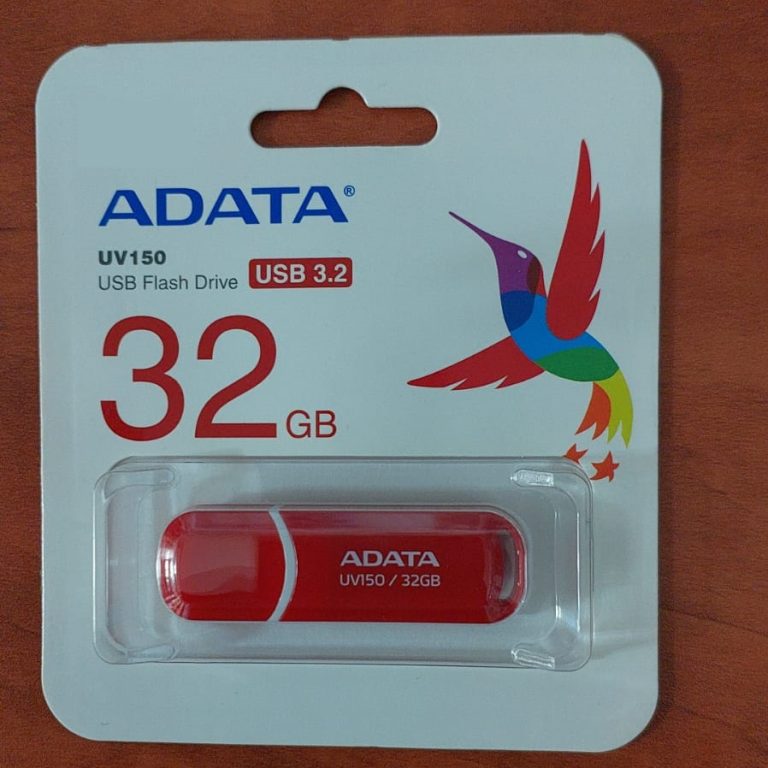 ADATA®
UV150
USB Flash Drive USB 3.2
32GB
ADATA
UV150 / 32GB